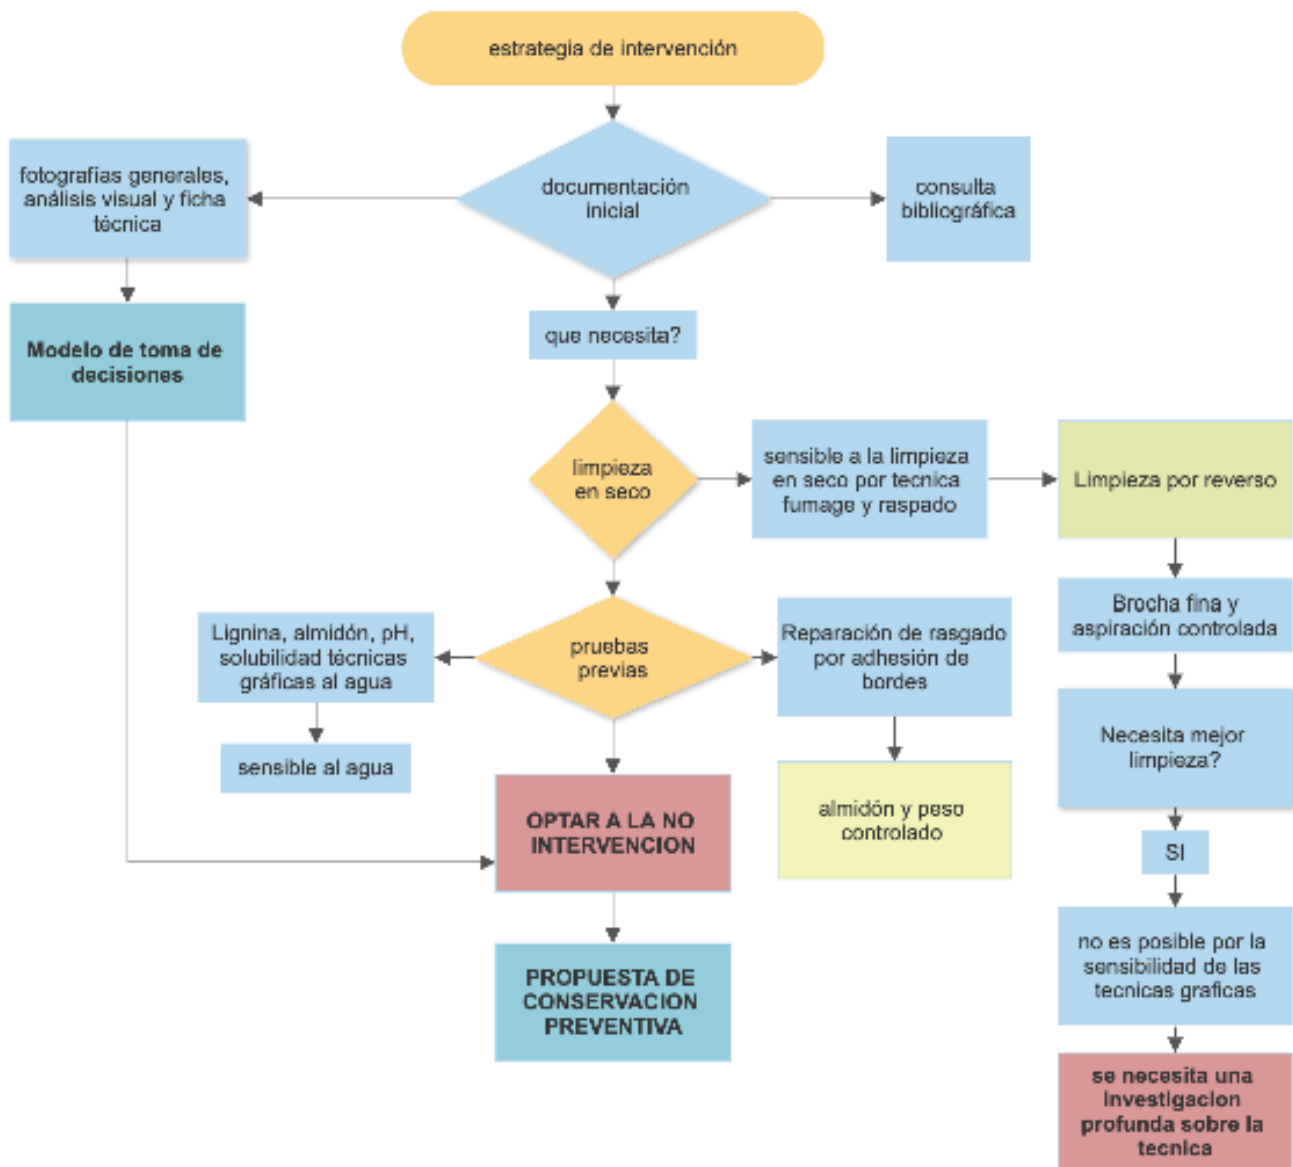 estrategia de intervención
fotografías generales,
análisis visual y ficha
técnica
documentación
inicial
consulta
bibliográfica
que necesita?
Modelo de toma de
decisiones
limpieza
en seco
sensible a la limpieza
en seco por tecnica
fumage y raspado
Limpieza por reverso
Brocha fina y
aspiración controlada
Lignina, almidón, pH,
solubilidad técnicas
gráficas al agua
pruebas
previas
Reparación de rasgado
por adhesión de
bordes
Necesita mejor
limpieza?
sensible al agua
OPTAR A LA NO
INTERVENCION
almidón y peso
controlado
SI
no es posible por la
sensibilidad de las
tecnicas graficas
PROPUESTA DE
CONSERVACION
PREVENTIVA
se necesita una
investigacion
profunda sobre la
tecnica